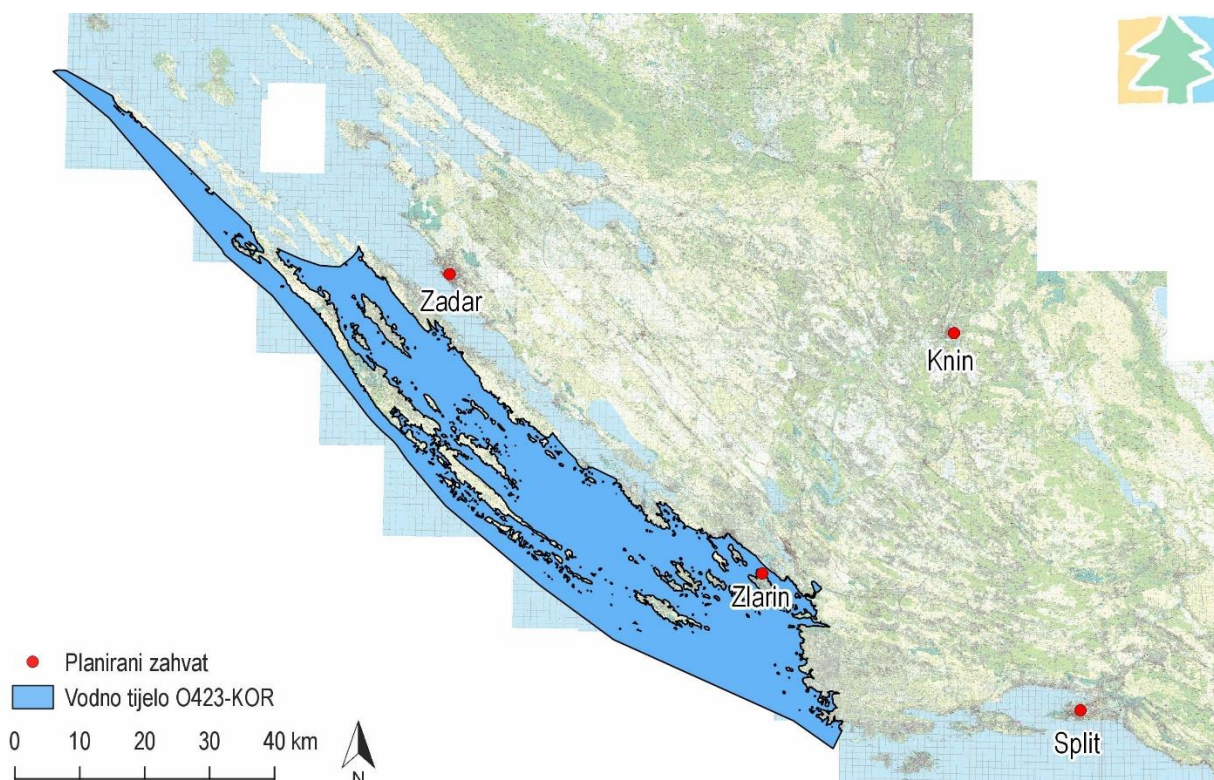 Zadar
Knin
Zlarin
Split
Planirani zahvat
Vodno tijelo O423-KOR
0 10 20 30 40 km
N